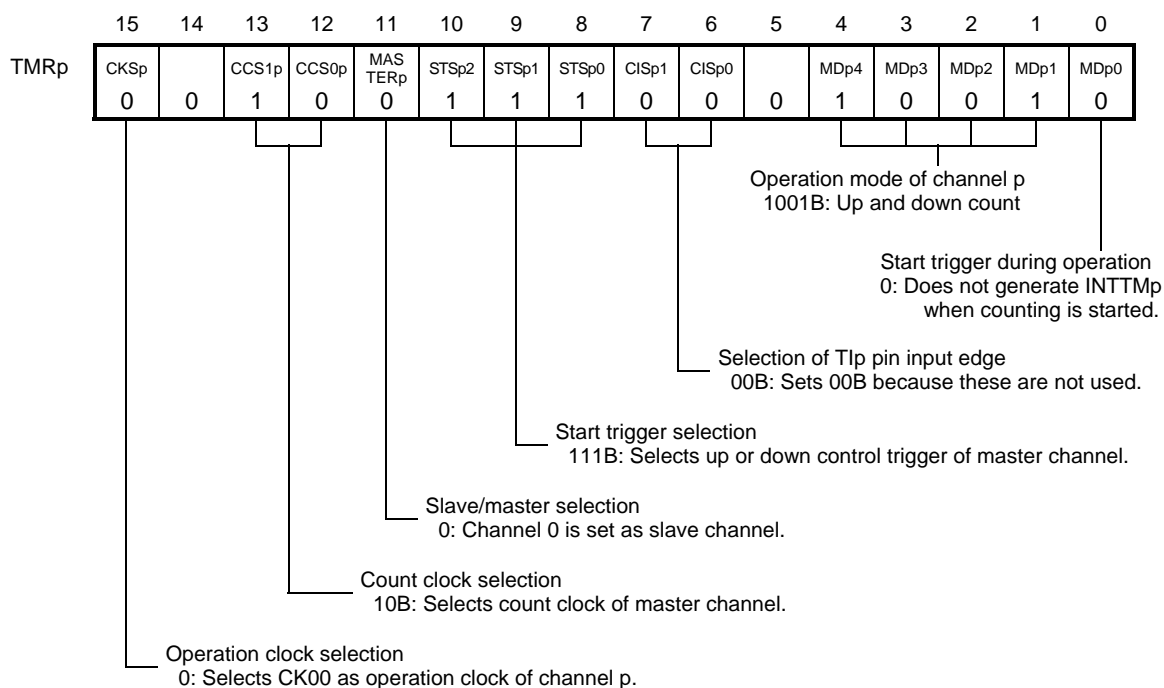 15 14 13 12 11 10 9 8 7 6 5 4 3 2 1 0
TMRp CKSp CCS1p CCS0p MAS TERp STSp2 STSp1 STSp0 CISp1 CISp0 MDp4 MDp3 MDp2 MDp1 MDp0
0 0 1 0 0 1 1 1 0 0 0 1 0 0 1 0
Operation mode of channel p
1001B: Up and down count
Start trigger during operation
0: Does not generate INTTMp
when counting is started.
Selection of TIp pin input edge
00B: Sets 00B because these are not used.
Start trigger selection
111B: Selects up or down control trigger of master channel.
Slave/master selection
0: Channel 0 is set as slave channel.
Count clock selection
10B: Selects count clock of master channel.
Operation clock selection
0: Selects CK00 as operation clock of channel p.